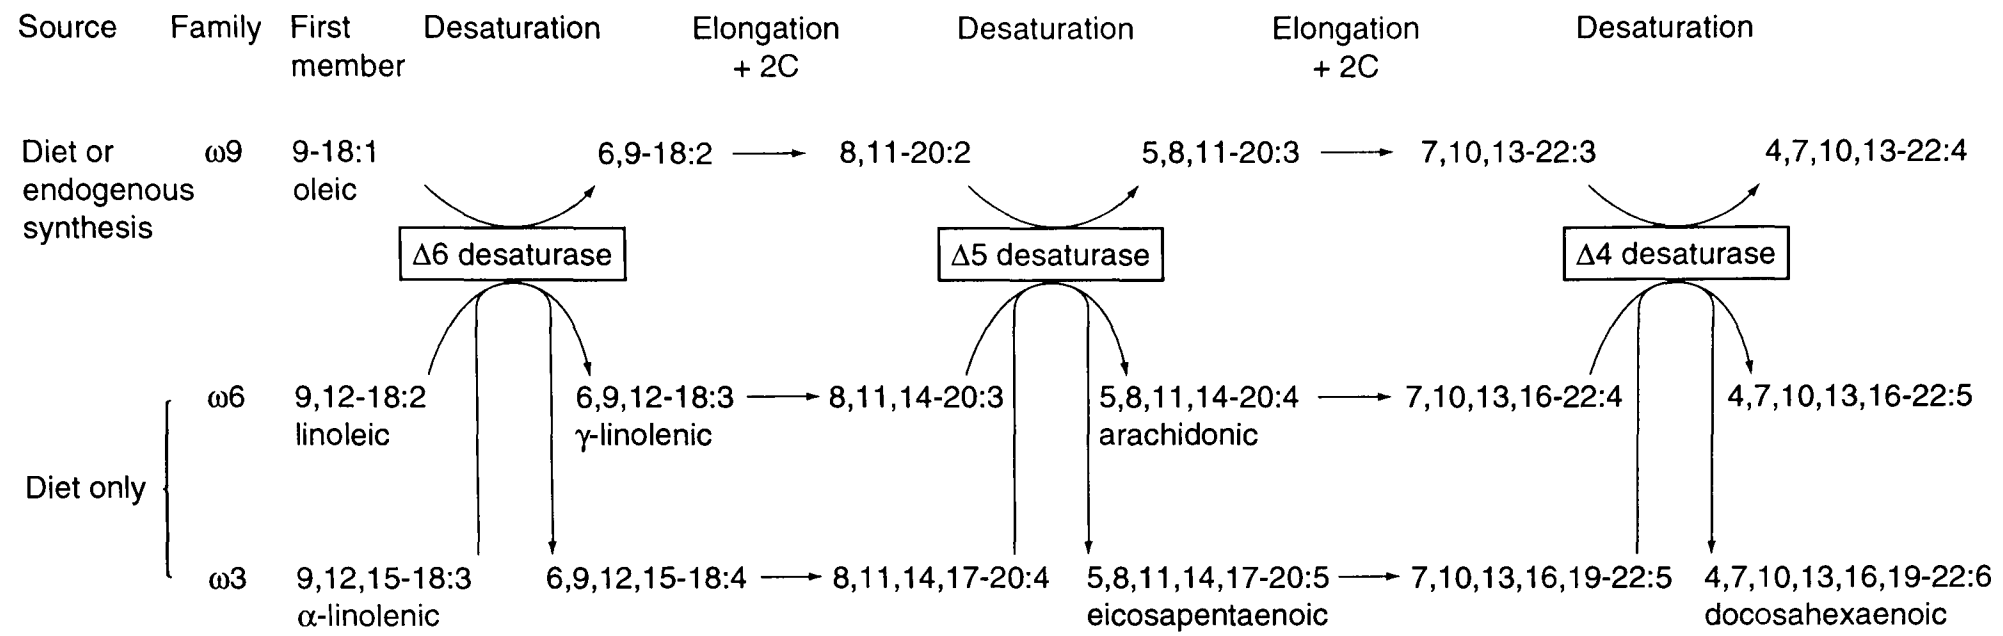 Source Family First Desaturation Elongation Desaturation Elongation Desaturation
member + 2C + 2C
Diet or ω9 9-18:1 6,9-18:2 8,11-20:2 5,8,11-20:3 7,10,13-22:3 4,7,10,13-22:4
endogenous oleic
synthesis
Δ6 desaturase Δ5 desaturase Δ4 desaturase
ω6 9,12-18:2 6,9,12-18:3 8,11,14-20:3 5,8,11,14-20:4 7,10,13,16-22:4 4,7,10,13,16-22:5
linoleic γ-linolenic arachidonic
Diet only
ω3 9,12,15-18:3 6,9,12,15-18:4 8,11,14,17-20:4 5,8,11,14,17-20:5 7,10,13,16,19-22:5 4,7,10,13,16,19-22:6
α-linolenic eicosapentaenoic docosahexaenoic